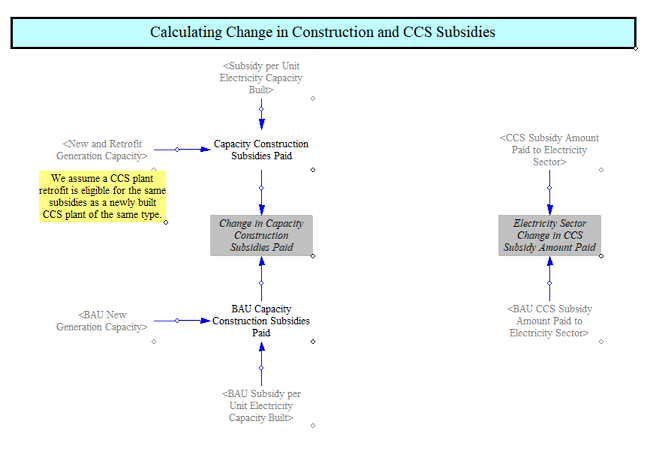 Calculating Change in Construction and CCS Subsidies
<Subsidy per Unit
Electricity Capacity
Built>
<New and Retrofit
Generation Capacity>
Capacity Construction
Subsidies Paid
<CCS Subsidy Amount
Paid to Electricity
Sector>
We assume a CCS plant
retrofit is eligible for the same
subsidies as a newly built
CCS plant of the same type.
Change in Capacity
Construction
Subsidies Paid
Electricity Sector
Change in CCS
Subsidy Amount Paid
<BAU New
Generation Capacity>
BAU Capacity
Construction Subsidies
Paid
<BAU CCS Subsidy
Amount Paid to
Electricity Sector>
<BAU Subsidy per
Unit Electricity
Capacity Built>